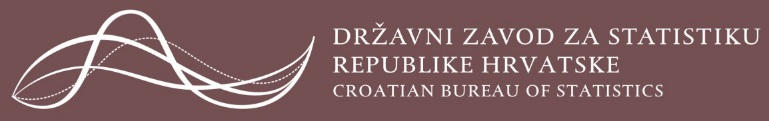 DRŽAVNI ZAVOD ZA STATISTIKU
REPUBLIKE HRVATSKE
CROATIAN BUREAU OF STATISTICS